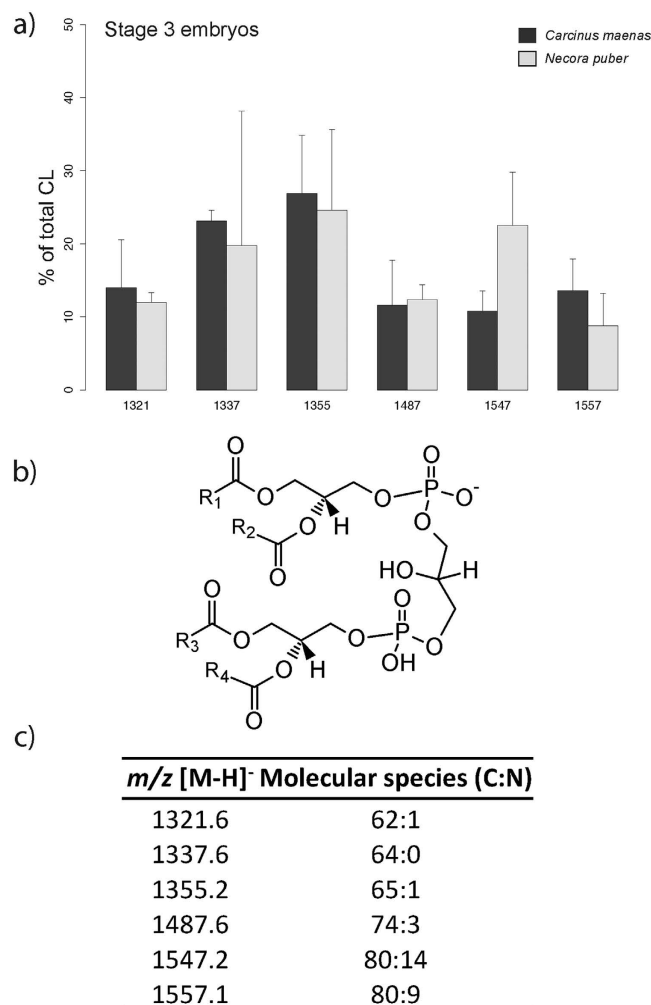 a)
Stage 3 embryos
Carcinus maenas
Necora puber
% of total CL
50
40
30
20
10
0
1321 1337 1355 1487 1547 1557
b)
O
R1 O
O
P O-
O
R2 O H
O
HO H
O
R3 O
O
P O
OH
R4 O H
O
c)
m/z [M-H]- Molecular species (C:N)
1321.6 62:1
1337.6 64:0
1355.2 65:1
1487.6 74:3
1547.2 80:14
1557.1 80:9